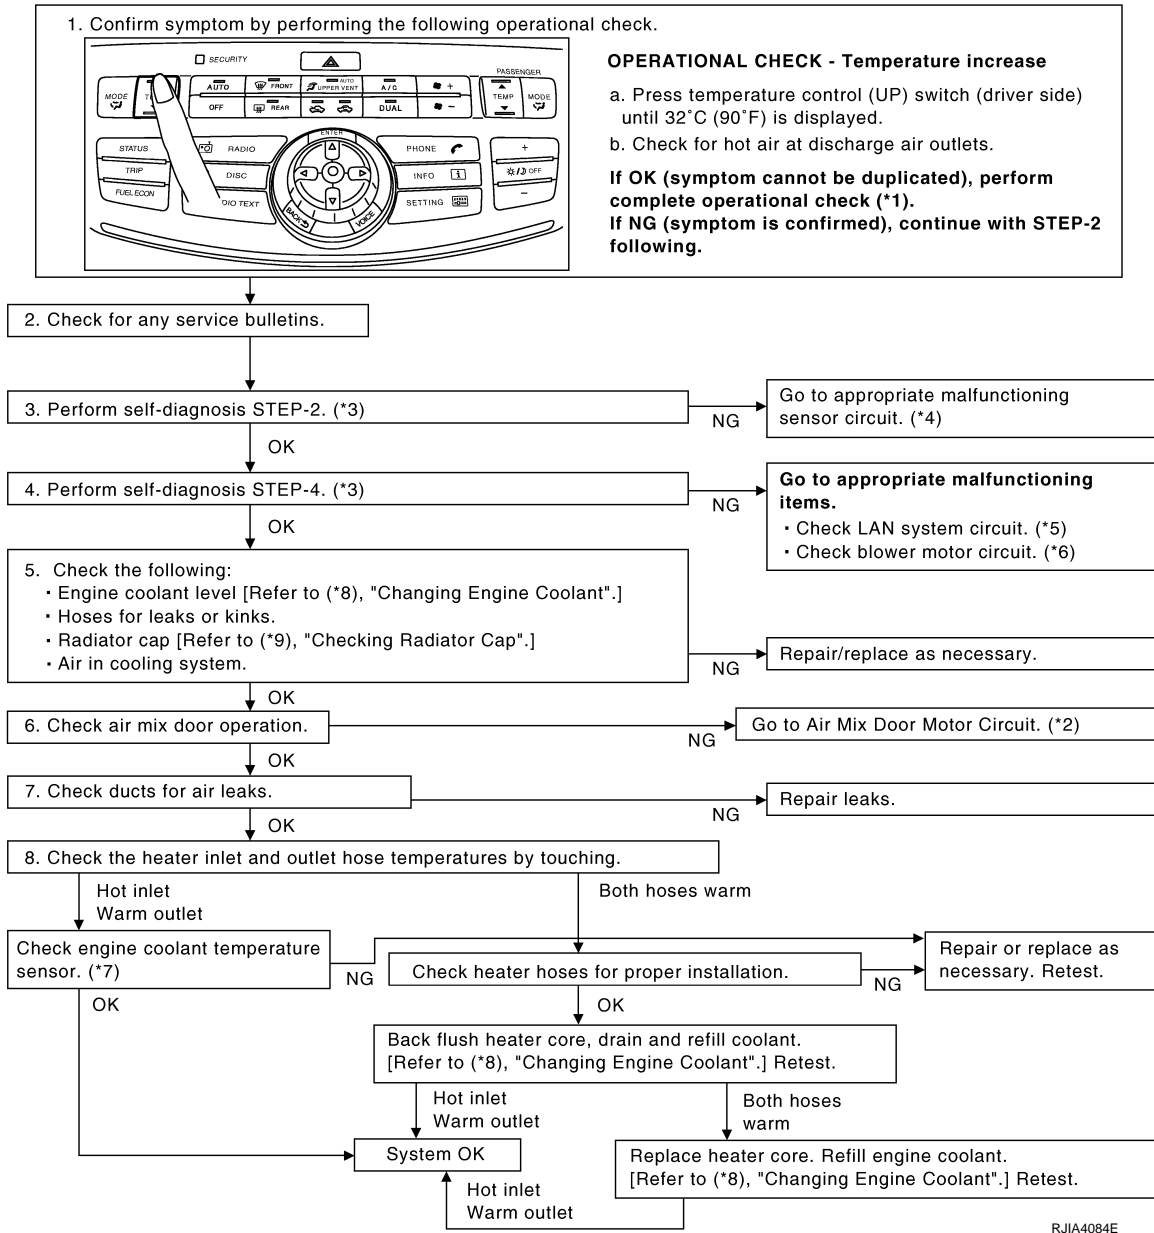 1. Confirm symptom by performing the following operational check.
SECURITY
PASSENGER
MODE
AUTO
FRONT
AUTO
UPPER VENT
A/C
+
TEMP
MODE
OFF
REAR
DUAL
-
STATUS
TRIP
FUEL ECON
RADIO
DISC
DIO TEXT
ENTER
BACK
VOICE
PHONE
INFO
i
SETTING
+
OFF
-
OPERATIONAL CHECK - Temperature increase
a. Press temperature control (UP) switch (driver side)
until 32°C (90°F) is displayed.
b. Check for hot air at discharge air outlets.
If OK (symptom cannot be duplicated), perform
complete operational check (*1).
If NG (symptom is confirmed), continue with STEP-2
following.
2. Check for any service bulletins.
3. Perform self-diagnosis STEP-2. (*3)
NG
Go to appropriate malfunctioning
sensor circuit. (*4)
OK
4. Perform self-diagnosis STEP-4. (*3)
NG
Go to appropriate malfunctioning
items.
· Check LAN system circuit. (*5)
· Check blower motor circuit. (*6)
OK
5. Check the following:
· Engine coolant level [Refer to (*8), "Changing Engine Coolant".]
· Hoses for leaks or kinks.
· Radiator cap [Refer to (*9), "Checking Radiator Cap".]
· Air in cooling system.
NG
Repair/replace as necessary.
OK
6. Check air mix door operation.
NG
Go to Air Mix Door Motor Circuit. (*2)
OK
7. Check ducts for air leaks.
NG
Repair leaks.
OK
8. Check the heater inlet and outlet hose temperatures by touching.
Hot inlet
Warm outlet
Both hoses warm
Check engine coolant temperature
sensor. (*7)
NG
Check heater hoses for proper installation.
NG
Repair or replace as
necessary. Retest.
OK
OK
Back flush heater core, drain and refill coolant.
[Refer to (*8), "Changing Engine Coolant".] Retest.
Hot inlet
Warm outlet
Both hoses
warm
System OK
Replace heater core. Refill engine coolant.
[Refer to (*8), "Changing Engine Coolant".] Retest.
Hot inlet
Warm outlet
RJIA4084E